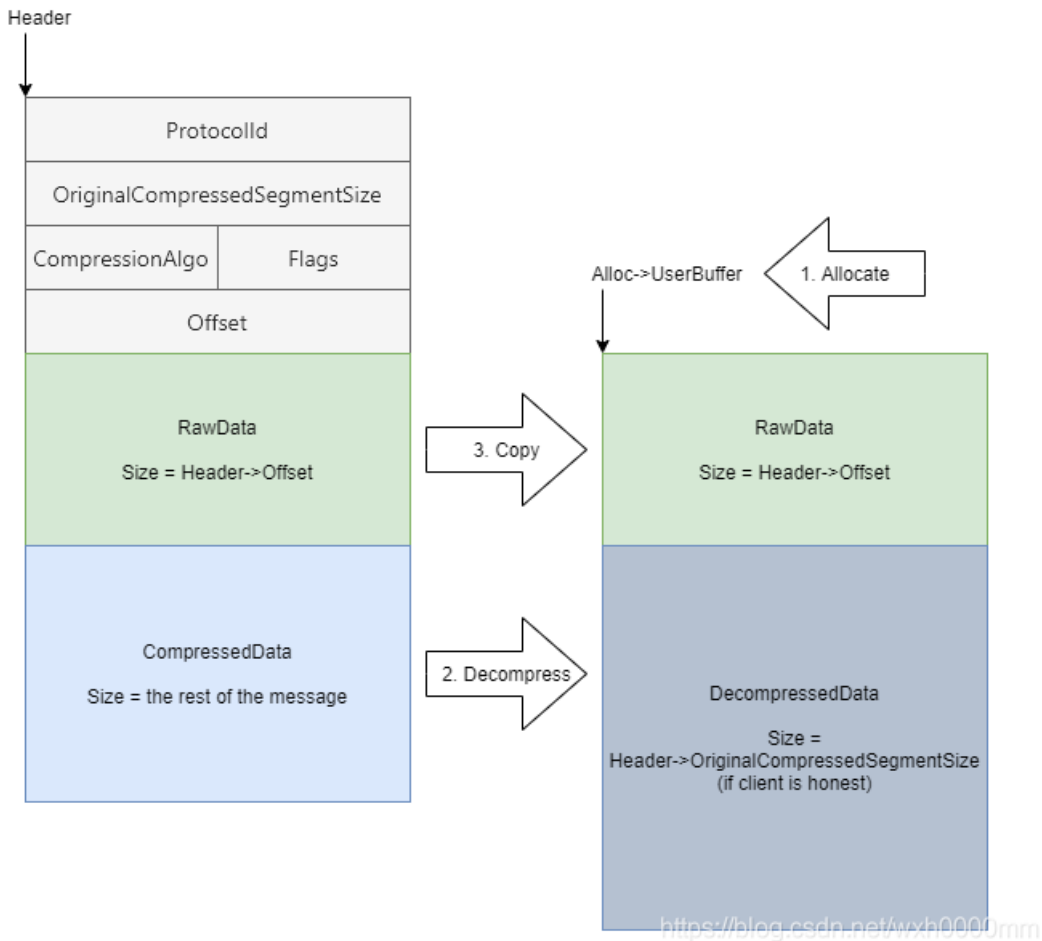 Header
ProtocolId
OriginalCompressedSegmentSize
CompressionAlgo
Flags
Offset
RawData
Size = Header->Offset
CompressedData
Size = the rest of the message
Alloc->UserBuffer
1. Allocate
3. Copy
2. Decompress
RawData
Size = Header->Offset
DecompressedData
Size =
Header->OriginalCompressedSegmentSize
(if client is honest)
https://blog.csdn.net/wxh0000mm